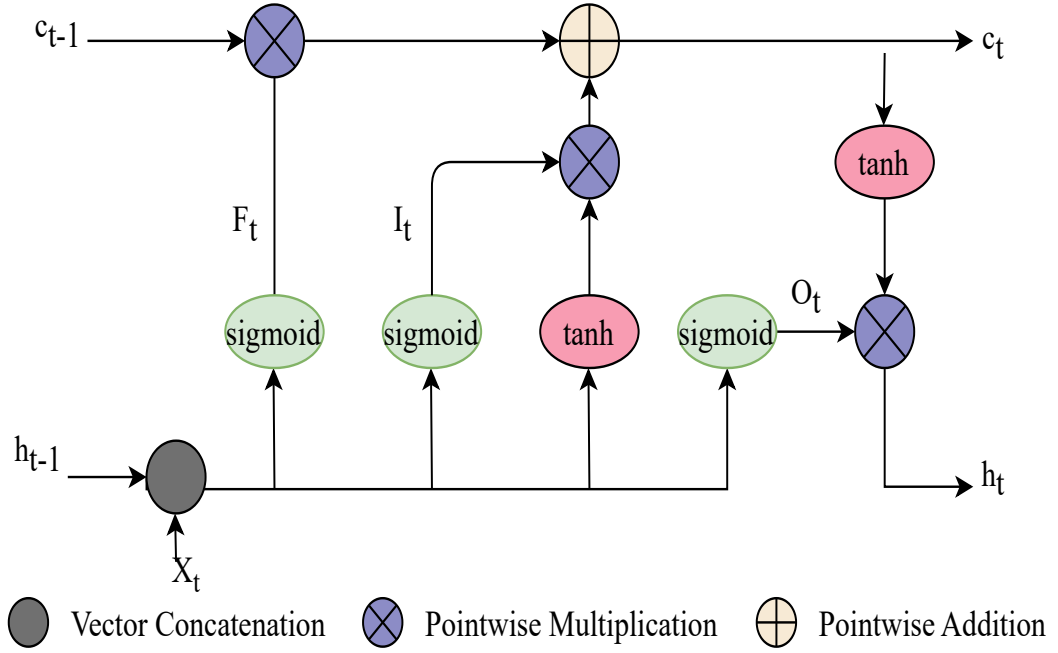 c_{t-1}
c_t
tanh
F_t
I_t
O_t
sigmoid
sigmoid
tanh
sigmoid
h_{t-1}
h_t
X_t
Vector Concatenation
Pointwise Multiplication
Pointwise Addition